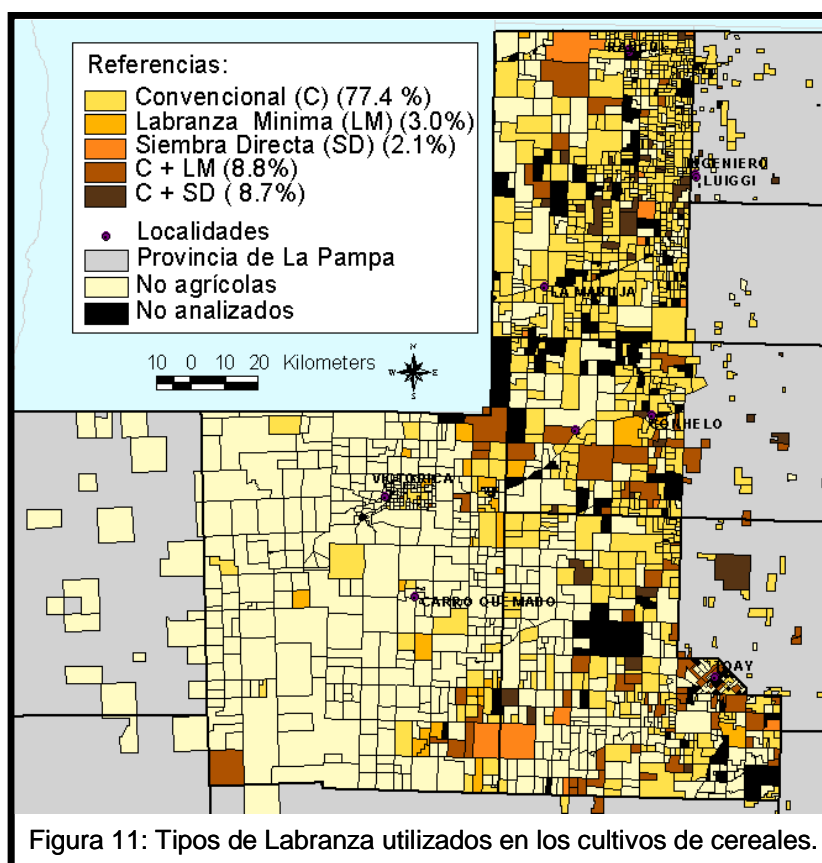 Referencias:
Convencional (C) (77.4 %)
Labranza Minima (LM) (3.0%)
Siembra Directa (SD) (2.1%)
C + LM (8.8%)
C + SD ( 8.7%)
Localidades
Provincia de La Pampa
No agrícolas
No analizados
10 0 10 20 Kilometers
N
W E
S
RANCUL
INGENIERO
LUIGGI
LA MARUJA
CONHELO
VICTORICA
CARRO QUEMADO
TOAY
Figura 11: Tipos de Labranza utilizados en los cultivos de cereales.